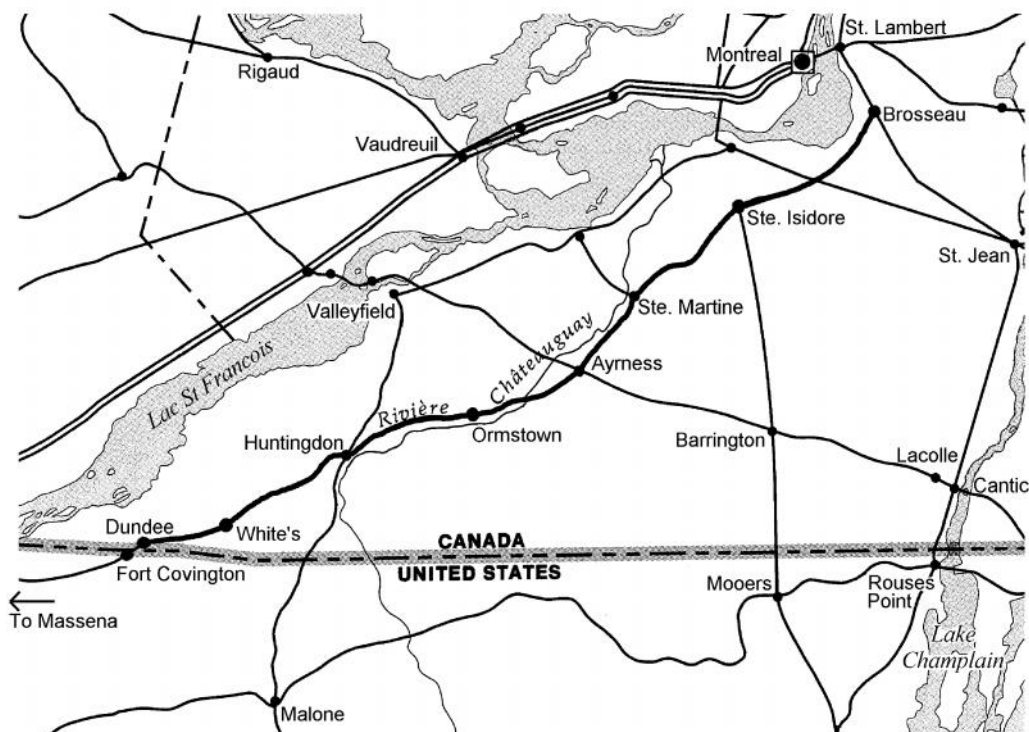 St. Lambert
Montreal
Rigaud
Brosseau
Vaudreuil
Ste. Isidore
St. Jean
Valleyfield
Ste. Martine
Lac St Francois
Châteauguay
Ayrness
Rivière
Ormstown
Huntingdon
Barrington
Lacolle
Cantic
Dundee
White's
CANADA
Fort Covington
UNITED STATES
Mooers
Rouses
Point
To Massena
Lake
Champlain
Malone